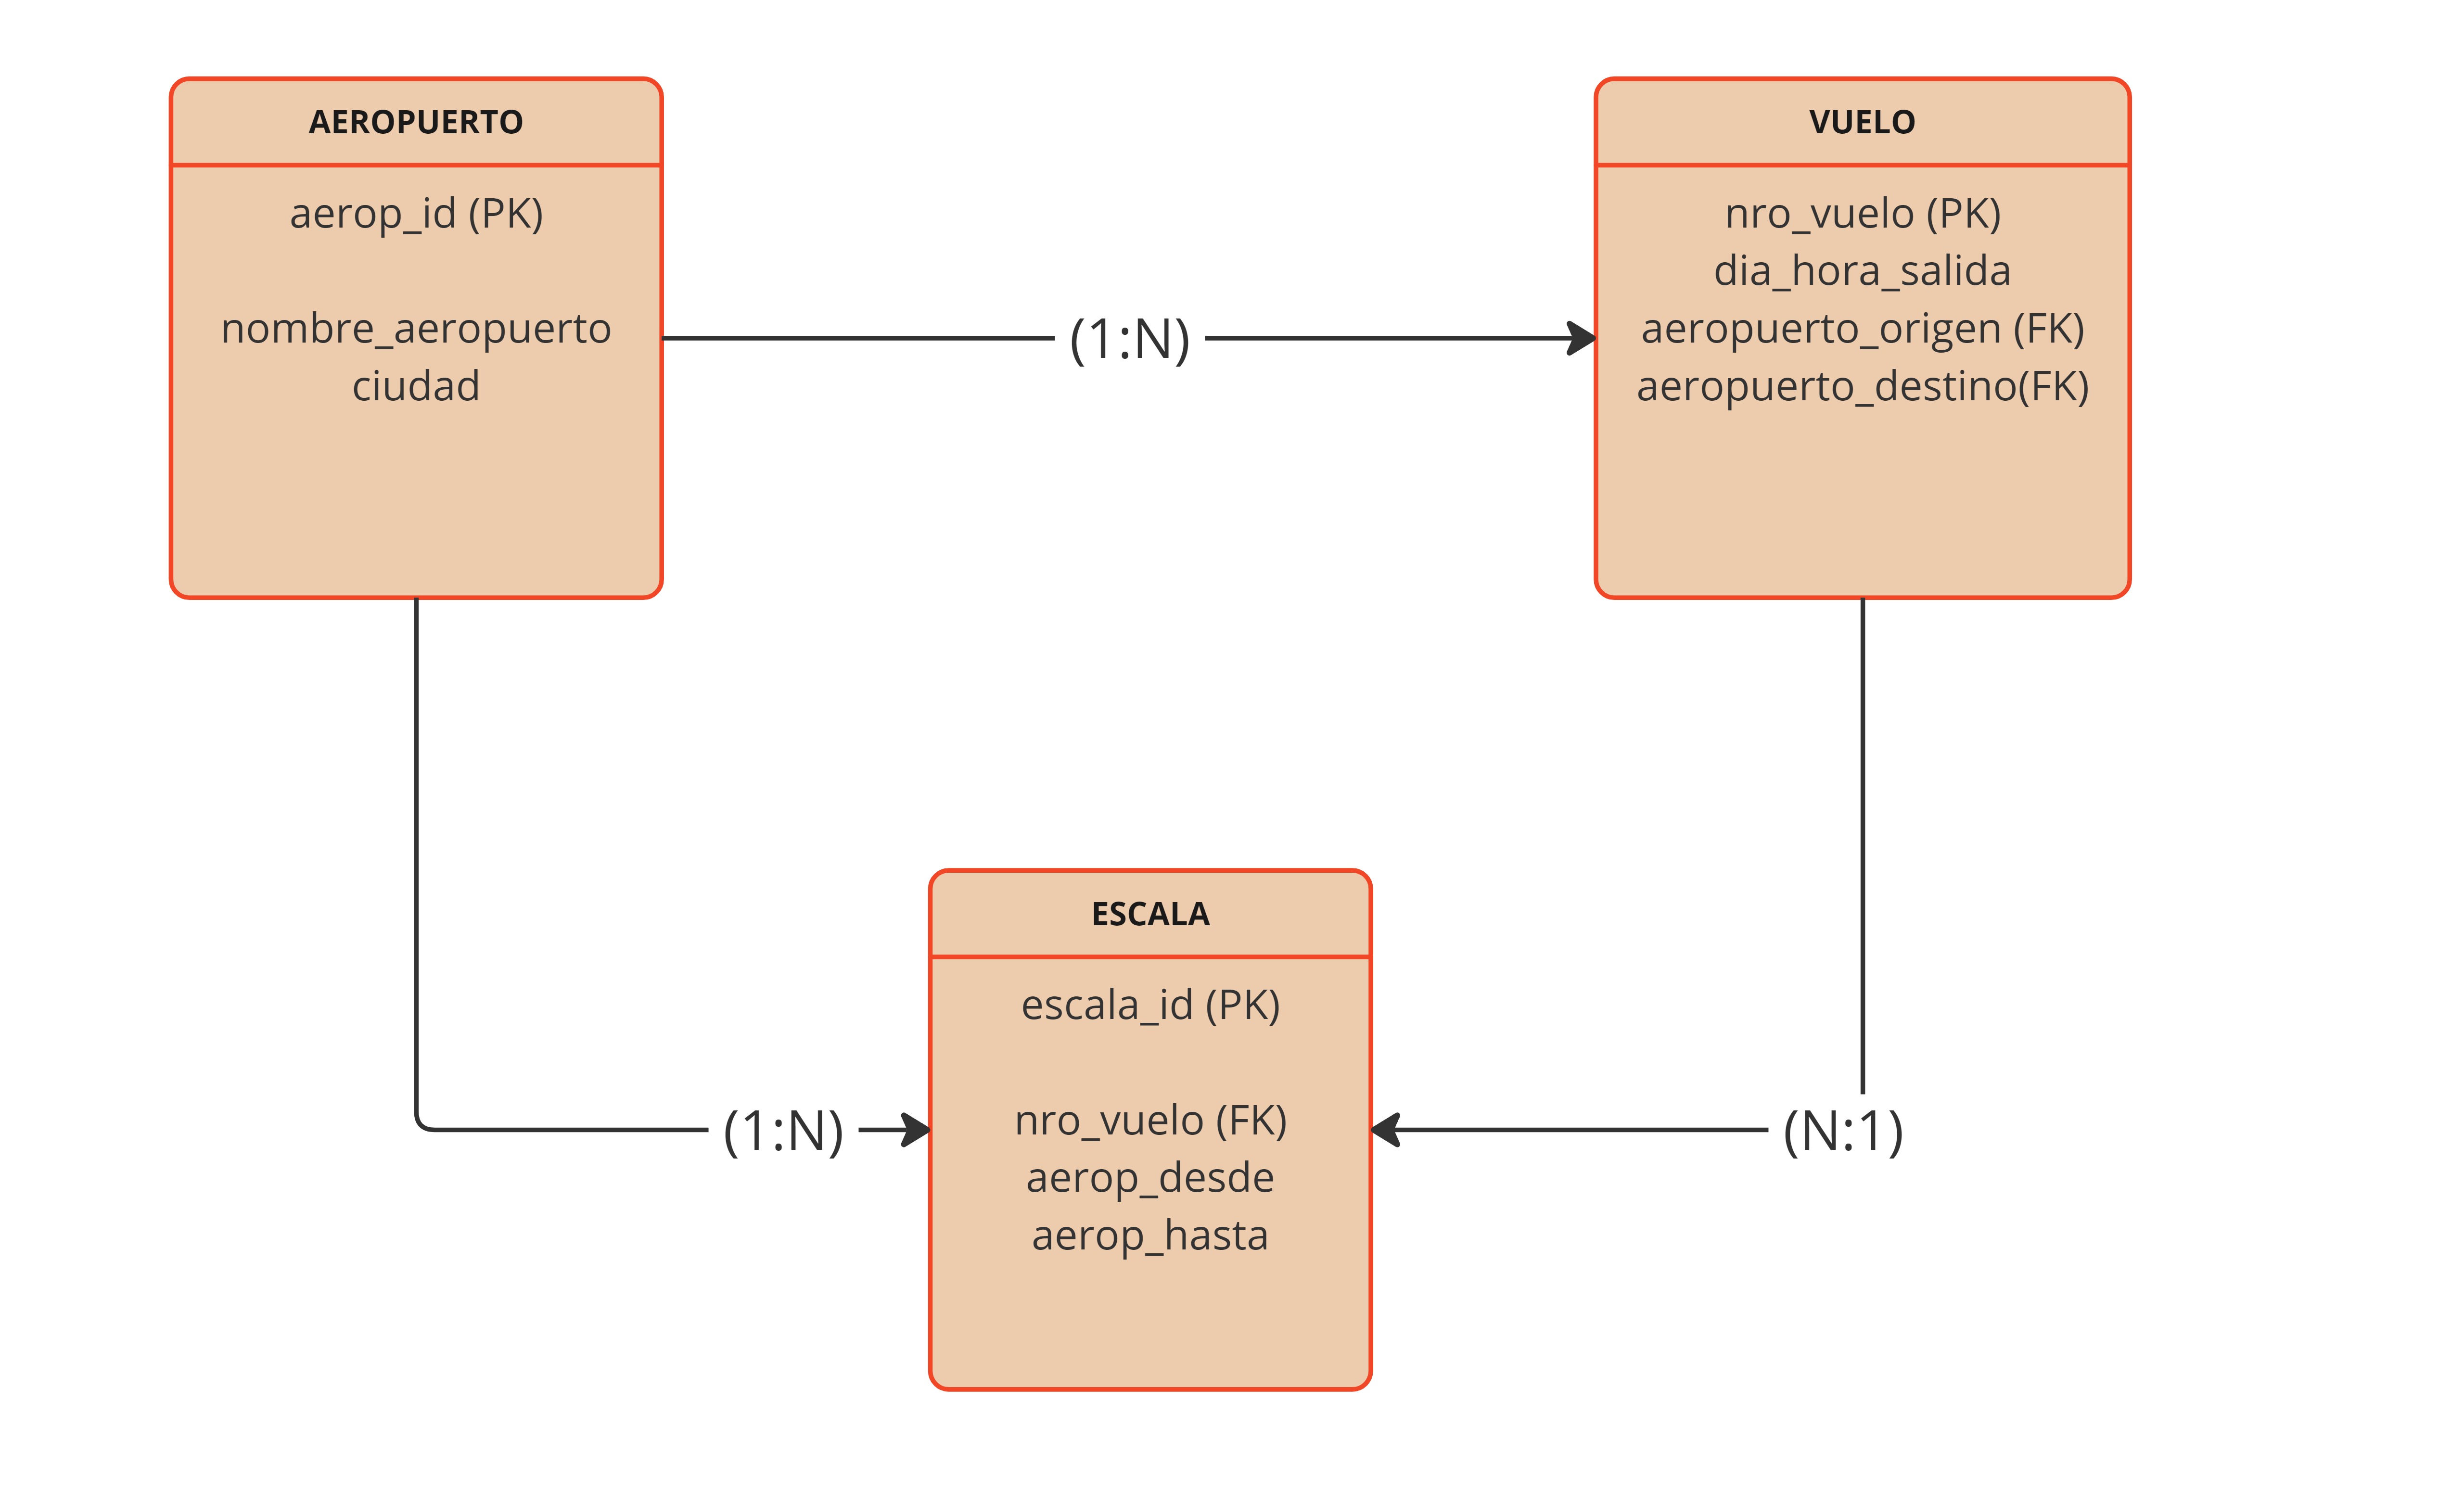 AEROPUERTO
aerop_id (PK)
nombre_aeropuerto
ciudad
(1:N)
VUELO
nro_vuelo (PK)
dia_hora_salida
aeropuerto_origen (FK)
aeropuerto_destino(FK)
ESCALA
escala_id (PK)
nro_vuelo (FK)
aerop_desde
aerop_hasta
(1:N)
(N:1)